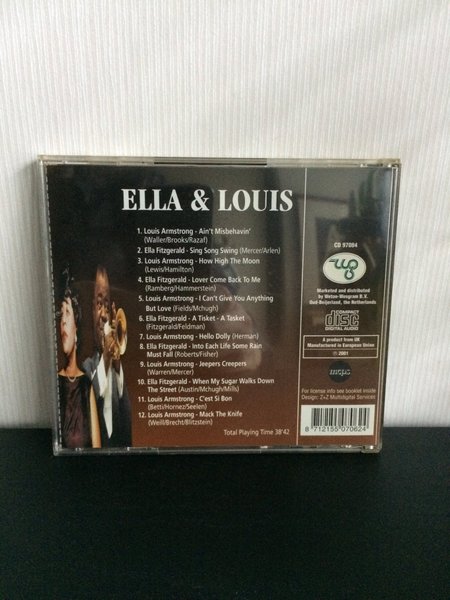 ELLA & LOUIS
1. Louis Armstrong - Ain't Misbehavin'
(Waller/Brooks/Razaf)
2. Ella Fitzgerald - Sing Song Swing (Mercer/Arlen)
3. Louis Armstrong - How High The Moon
(Lewis/Hamilton)
4. Ella Fitzgerald - Lover Come Back To Me
(Ramberg/Hammerstein)
5. Louis Armstrong - I Can't Give You Anything
But Love (Fields/Mchugh)
6. Ella Fitzgerald - A Tisket - A Tasket
(Fitzgerald/Feldman)
7. Louis Armstrong - Hello Dolly (Herman)
8. Ella Fitzgerald - Into Each Life Some Rain
Must Fall (Roberts/Fisher)
9. Louis Armstrong - Jeepers Creepers
(Warren/Mercer)
10. Ella Fitzgerald - When My Sugar Walks Down
The Street (Austin/Mchugh/Mills)
11. Louis Armstrong - C'est Si Bon
(Betti/Hornez/Seelen)
12. Louis Armstrong - Mack The Knife
(Weill/Brecht/Blitzstein)
Total Playing Time 38'42
CD 97084
Marketed and distributed
by Weton-Wesgram B.V.
Oud-Beijerland, the Netherlands
COMPACT
disc
DIGITAL AUDIO
A product from UK
Manufactured in European Union
℗ 2001
mcps
For license info see booklet inside
Design: Z+Z Multidigital Services
8 712155 070624